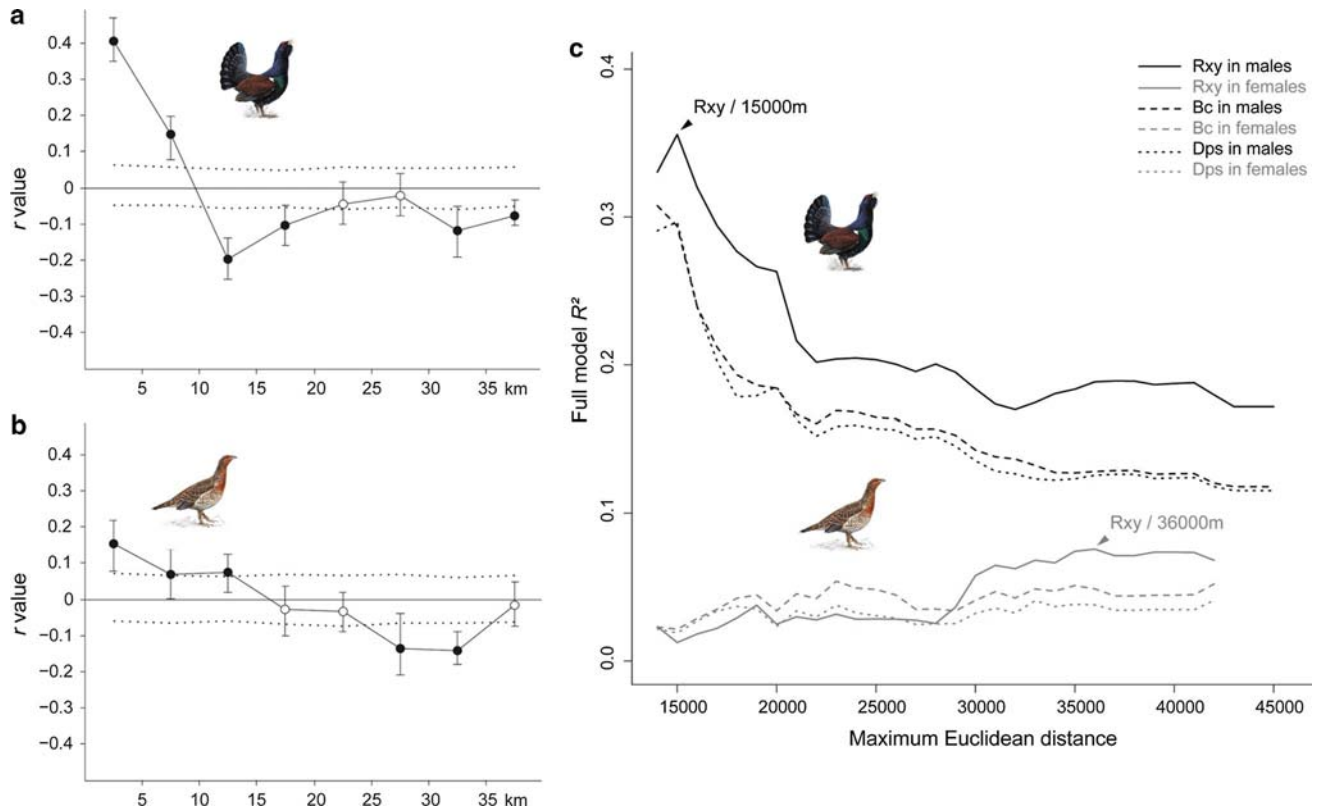 a
0.4
0.3
0.2
0.1
0
−0.1
−0.2
−0.3
−0.4
r value
5 10 15 20 25 30 35 km
b
0.4
0.3
0.2
0.1
0
−0.1
−0.2
−0.3
−0.4
r value
5 10 15 20 25 30 35 km
c
Rxy in males
Rxy in females
Bc in males
Bc in females
Dps in males
Dps in females
Rxy / 15000m
Rxy / 36000m
0.4
0.3
0.2
0.1
0.0
Full model R²
15000 20000 25000 30000 35000 40000 45000
Maximum Euclidean distance